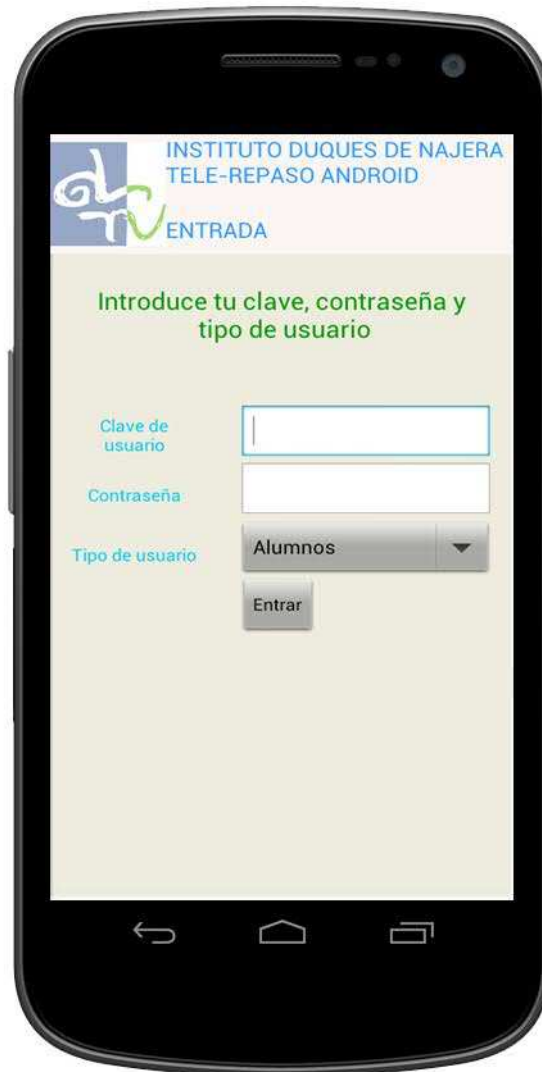 INSTITUTO DUQUES DE NAJERA
TELE-REPASO ANDROID
ENTRADA
Introduce tu clave, contraseña y
tipo de usuario
Clave de
usuario
Contraseña
Tipo de usuario
Alumnos
Entrar